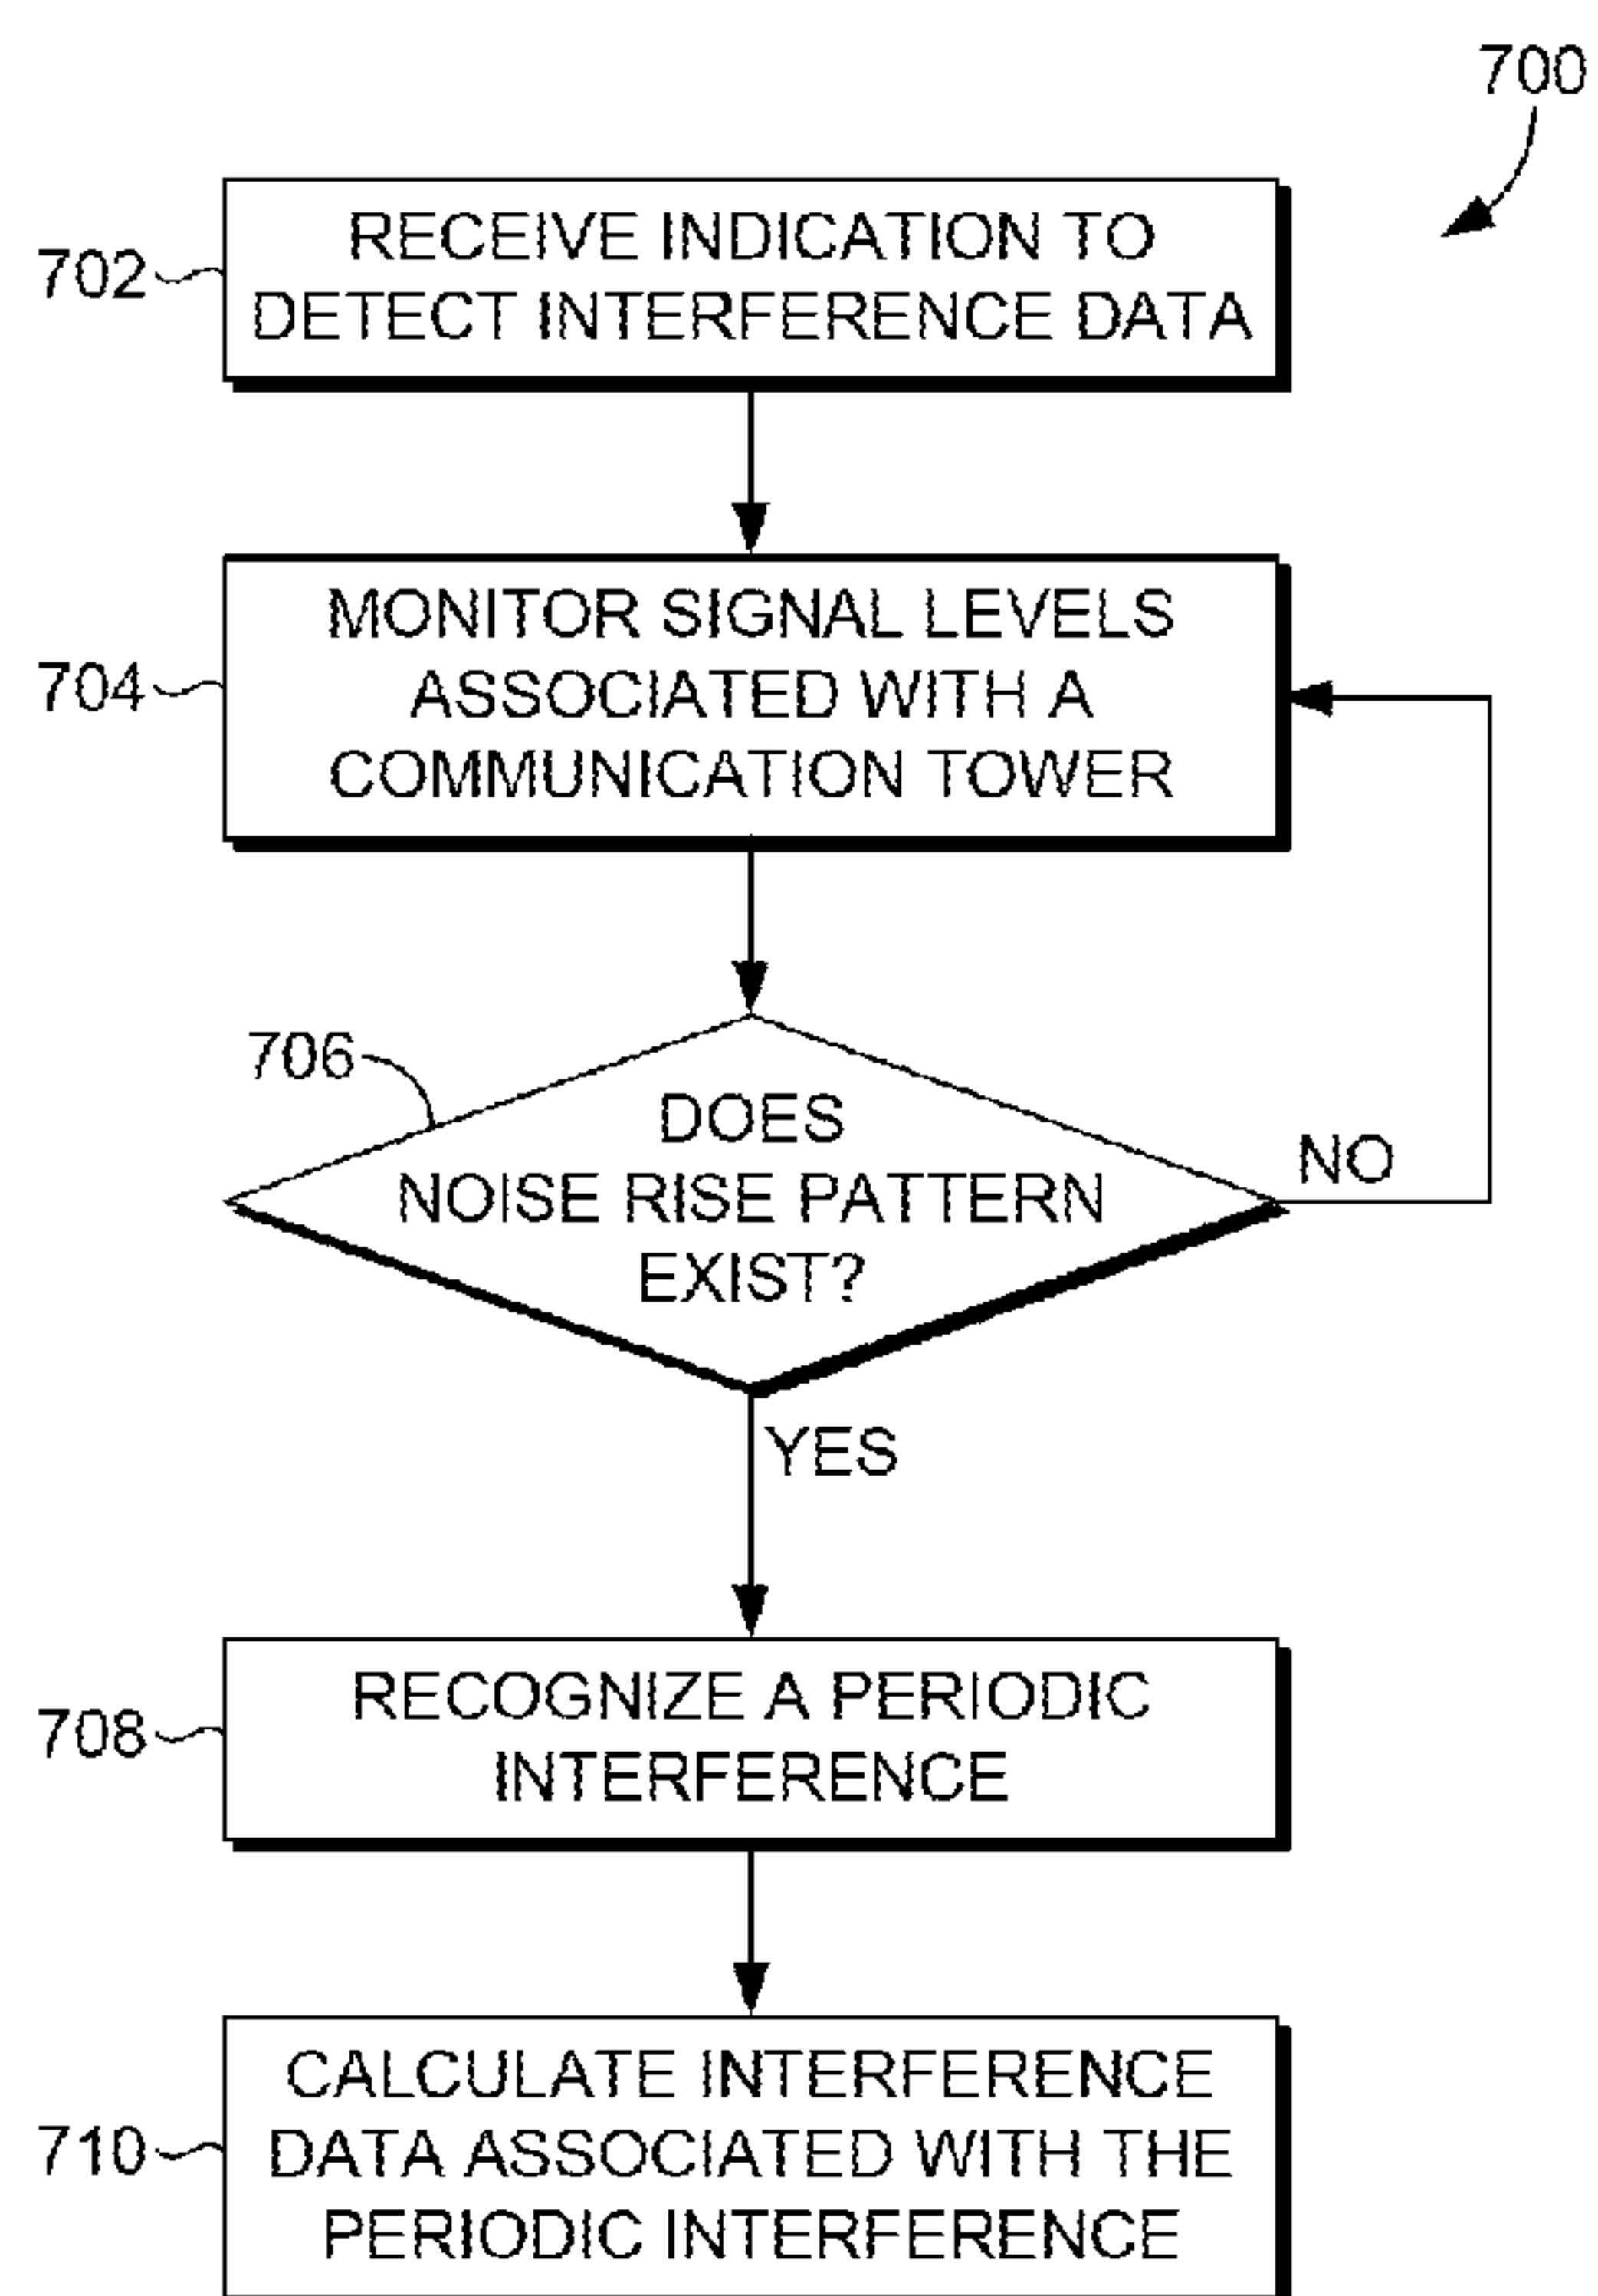 700
702
RECEIVE INDICATION TO
DETECT INTERFERENCE DATA
704
MONITOR SIGNAL LEVELS
ASSOCIATED WITH A
COMMUNICATION TOWER
706
DOES
NOISE RISE PATTERN
EXIST?
NO
YES
708
RECOGNIZE A PERIODIC
INTERFERENCE
710
CALCULATE INTERFERENCE
DATA ASSOCIATED WITH THE
PERIODIC INTERFERENCE